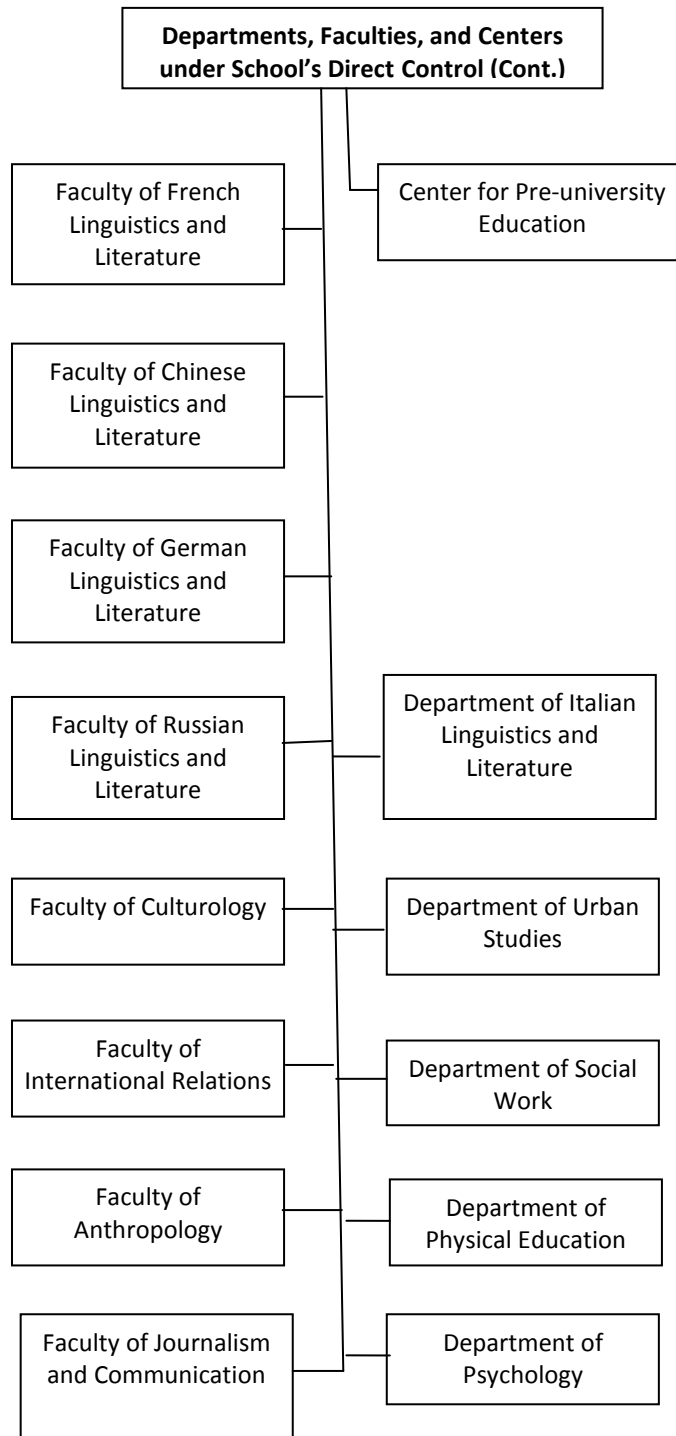 Departments, Faculties, and Centers
under School's Direct Control (Cont.)
Faculty of French
Linguistics and
Literature
Center for Pre-university
Education
Faculty of Chinese
Linguistics and
Literature
Faculty of German
Linguistics and
Literature
Faculty of Russian
Linguistics and
Literature
Department of Italian
Linguistics and
Literature
Faculty of Culturology
Department of Urban
Studies
Faculty of
International Relations
Department of Social
Work
Faculty of
Anthropology
Department of
Physical Education
Faculty of Journalism
and Communication
Department of
Psychology